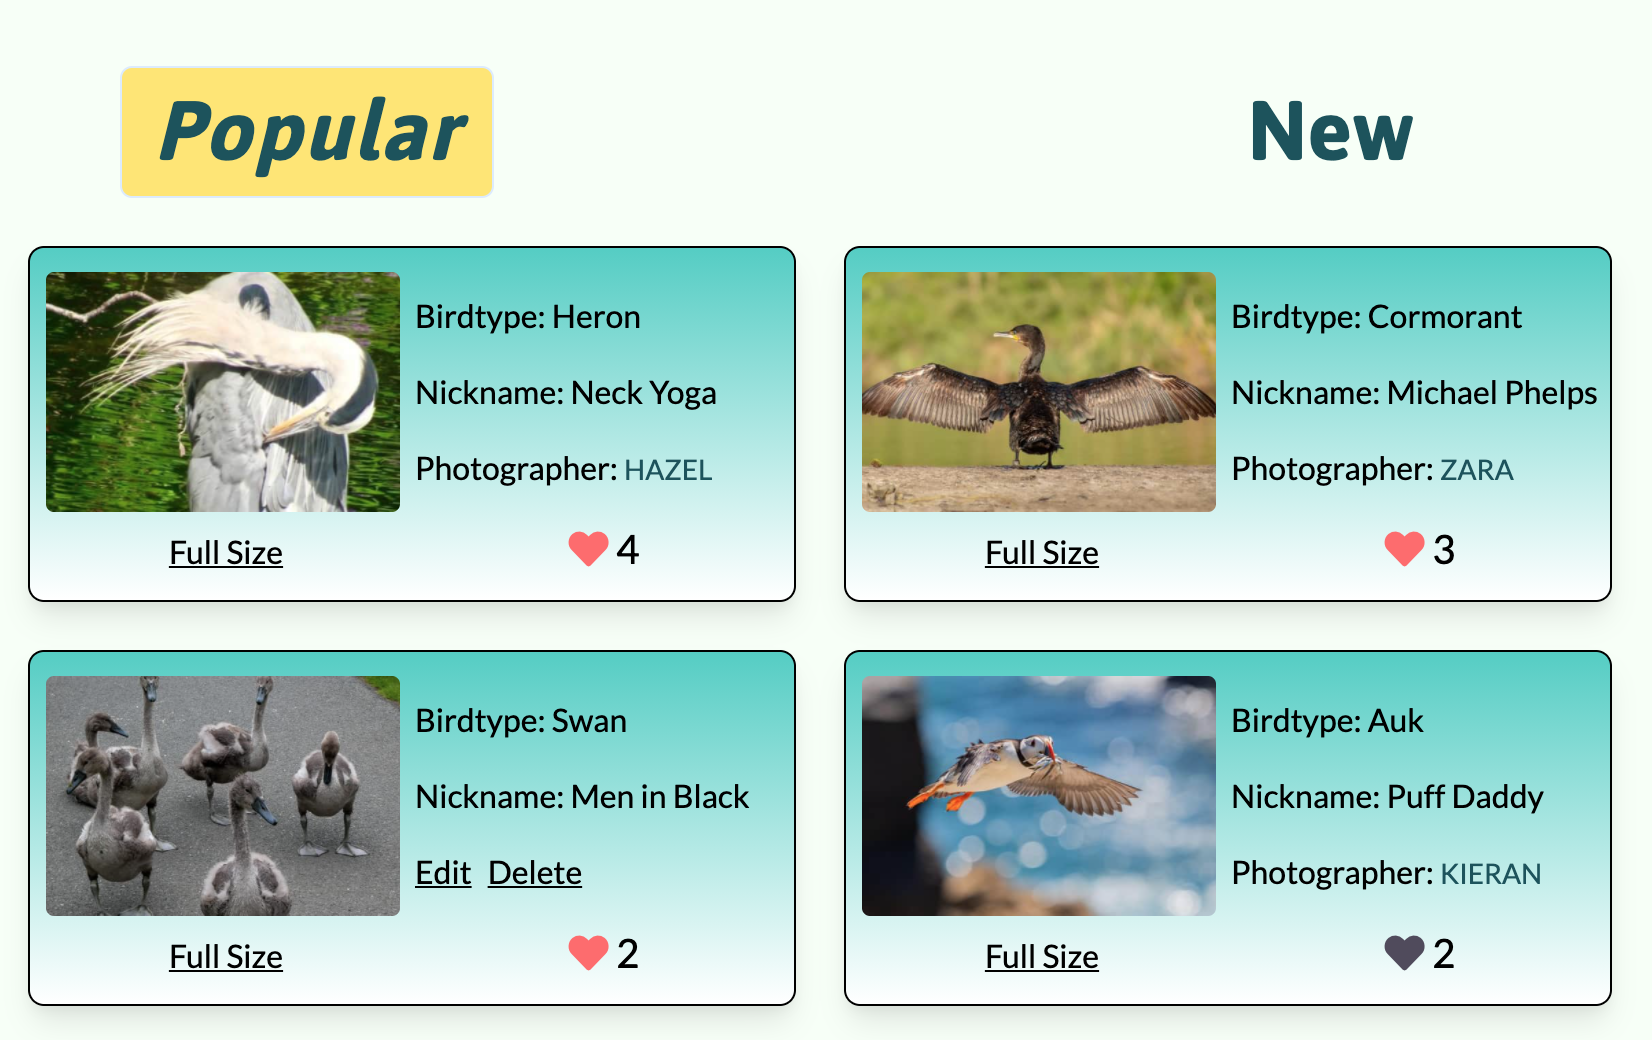 Popular
New
Birdtype: Heron
Nickname: Neck Yoga
Photographer: HAZEL
Full Size
4
Birdtype: Cormorant
Nickname: Michael Phelps
Photographer: ZARA
Full Size
3
Birdtype: Swan
Nickname: Men in Black
Edit Delete
Full Size
2
Birdtype: Auk
Nickname: Puff Daddy
Photographer: KIERAN
Full Size
2